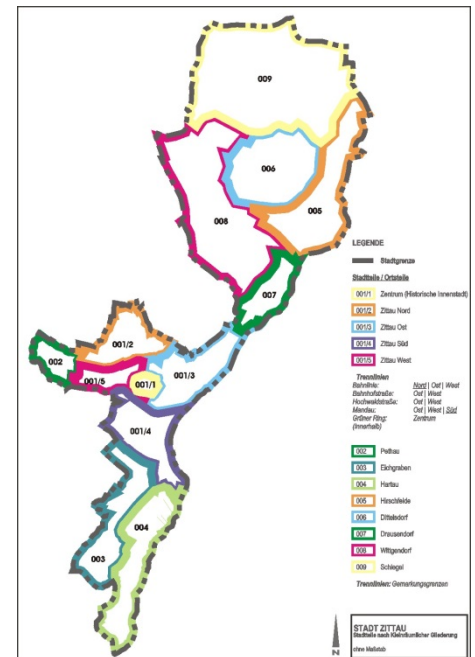 009
006
005
008
007
002
001/2
001/5
001/1
001/3
001/4
004
003
LEGENDE
Stadtgrenze
Stadtteile / Ortsteile
001/1 Zentrum (Historische Innenstadt)
001/2 Zittau Nord
001/3 Zittau Ost
001/4 Zittau Süd
001/5 Zittau West
Trennlinien
Bahnlinie: Nord | Ost | West
Bahnhofstraße: Ost | West
Hochwaldstraße: Ost | West
Mandau: Ost | West | Süd
Grüner Ring: Zentrum
(innerhalb)
002 Pethau
003 Eichgraben
004 Hartau
005 Hirschfelde
006 Dittelsdorf
007 Drausendorf
008 Wittgendorf
009 Schlegel
Trennlinien: Gemarkungsgrenzen
N
STADT ZITTAU
Stadtteile nach Kleinräumlicher Gliederung
ohne Maßstab